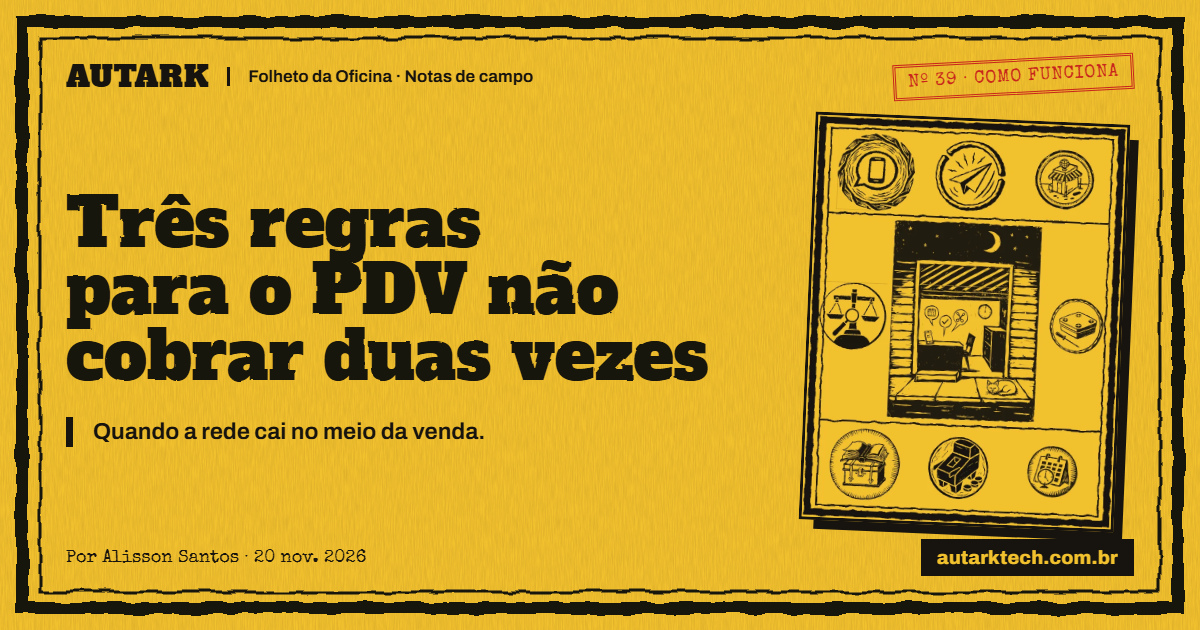 AUTARK
Folheto da Oficina · Notas de campo
Nº 39 · COMO FUNCIONA
Três regras
para o PDV não
cobrar duas vezes
Quando a rede cai no meio da venda.
Por Alisson Santos · 20 nov. 2026
autarktech.com.br